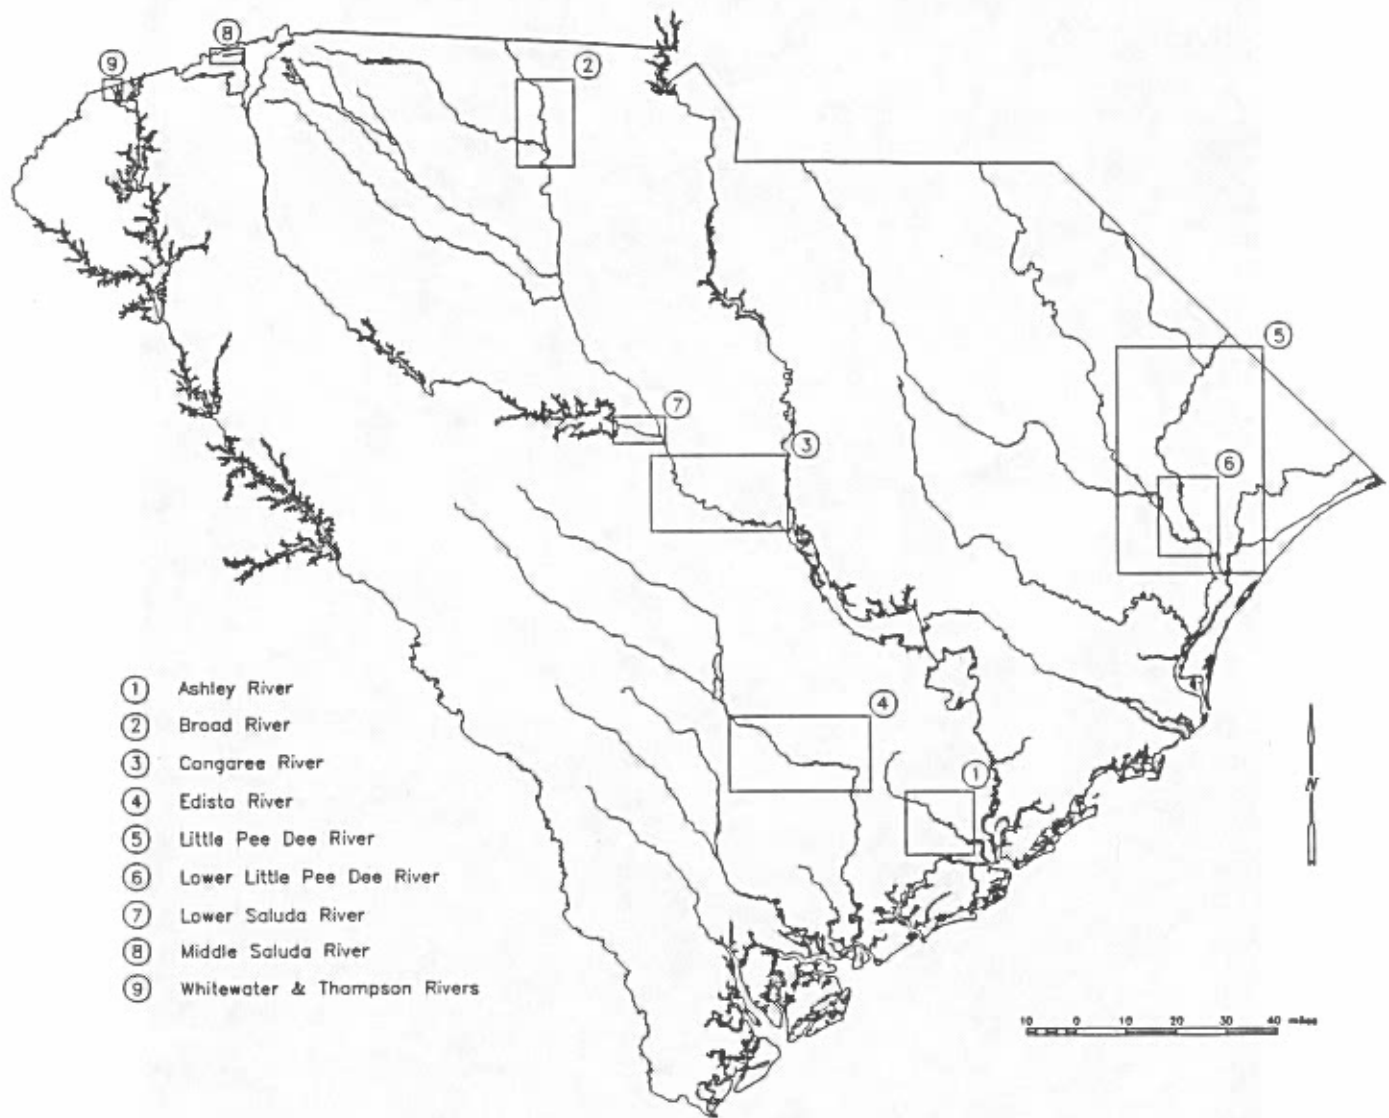 8
9
2
5
7
3
6
4
1
1 Ashley River
2 Broad River
3 Congaree River
4 Edisto River
5 Little Pee Dee River
6 Lower Little Pee Dee River
7 Lower Saluda River
8 Middle Saluda River
9 Whitewater & Thompson Rivers
N
10 0 10 20 30 40 miles